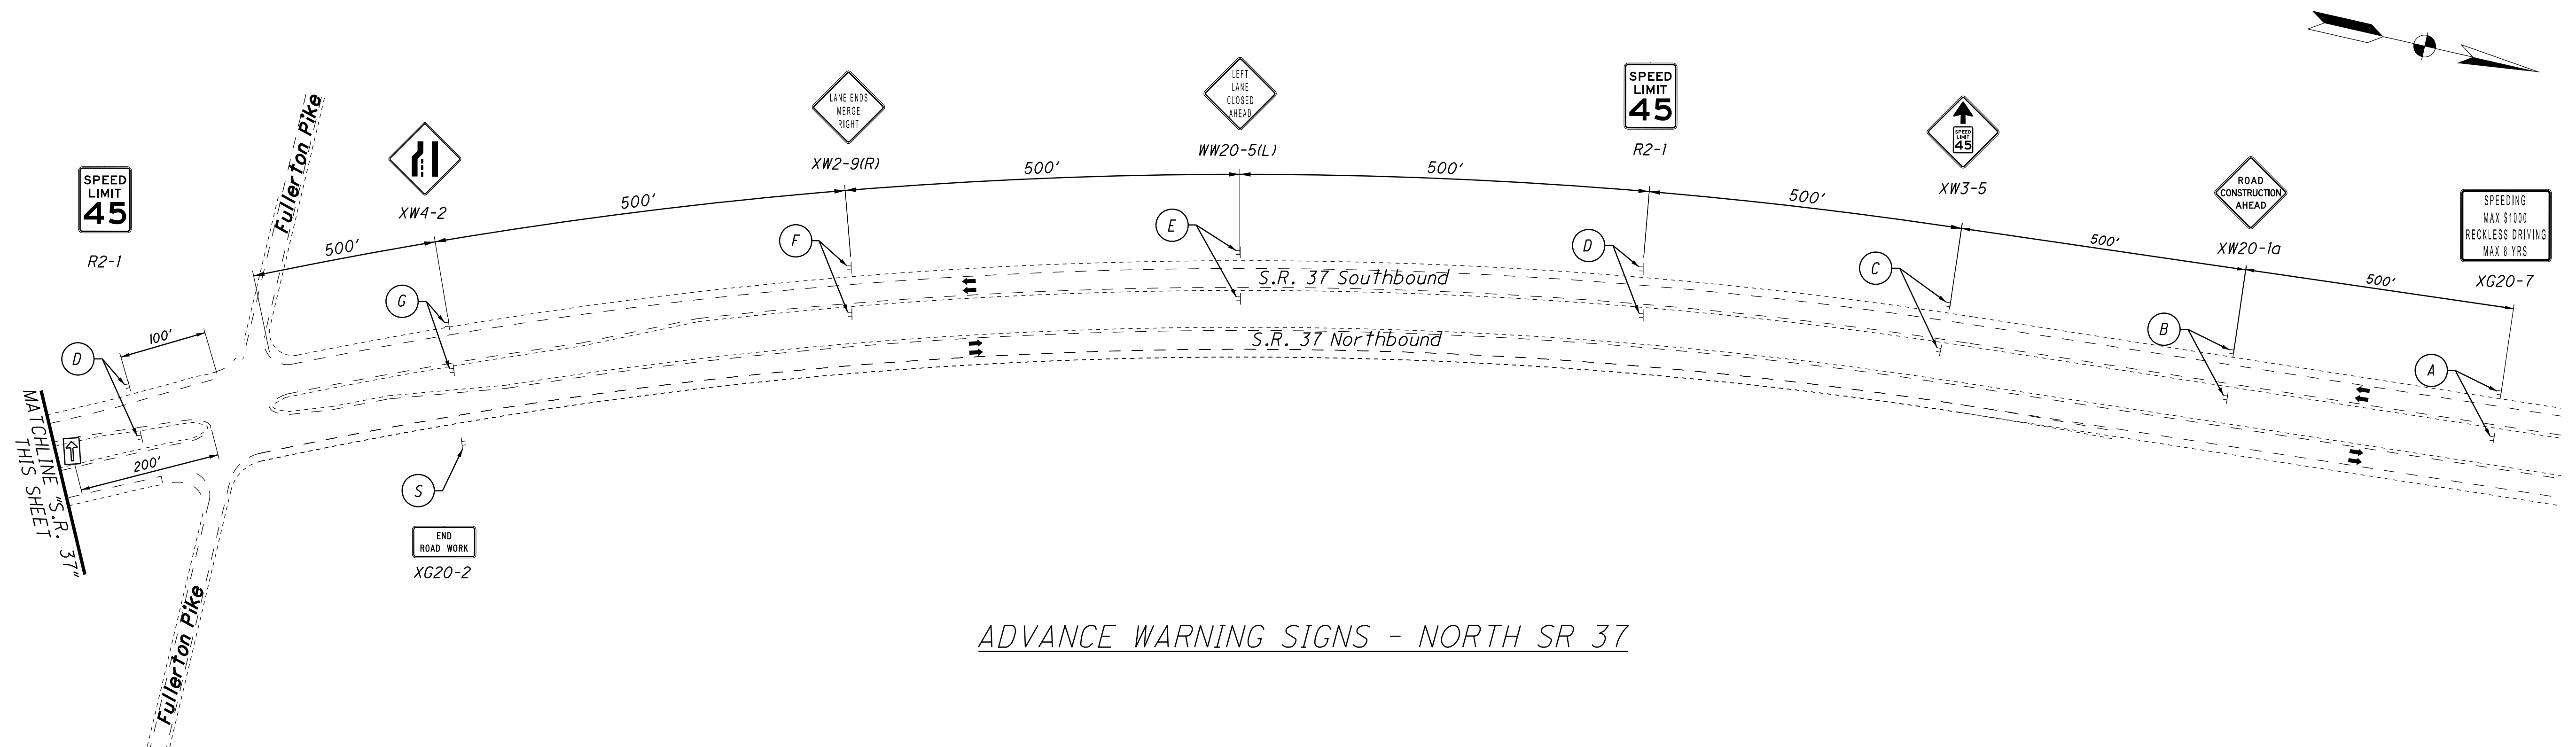 SPEED
LIMIT
45
R2-1
Fullerton Pike
XW4-2
LANE ENDS
MERGE
RIGHT
XW2-9(R)
LEFT
LANE
CLOSED
AHEAD
WW20-5(L)
SPEED
LIMIT
45
R2-1
SPEED
LIMIT
45
XW3-5
ROAD
CONSTRUCTION
AHEAD
XW20-1a
SPEEDING
MAX $1000
RECKLESS DRIVING
MAX 8 YRS
XG20-7
500'
500'
500'
500'
500'
500'
500'
G
F
E
D
C
B
A
S.R. 37 Southbound
S.R. 37 Northbound
100'
D
200'
MATCHLINE "S.R. 37"
THIS SHEET
S
END
ROAD WORK
XG20-2
Fullerton Pike
ADVANCE WARNING SIGNS - NORTH SR 37